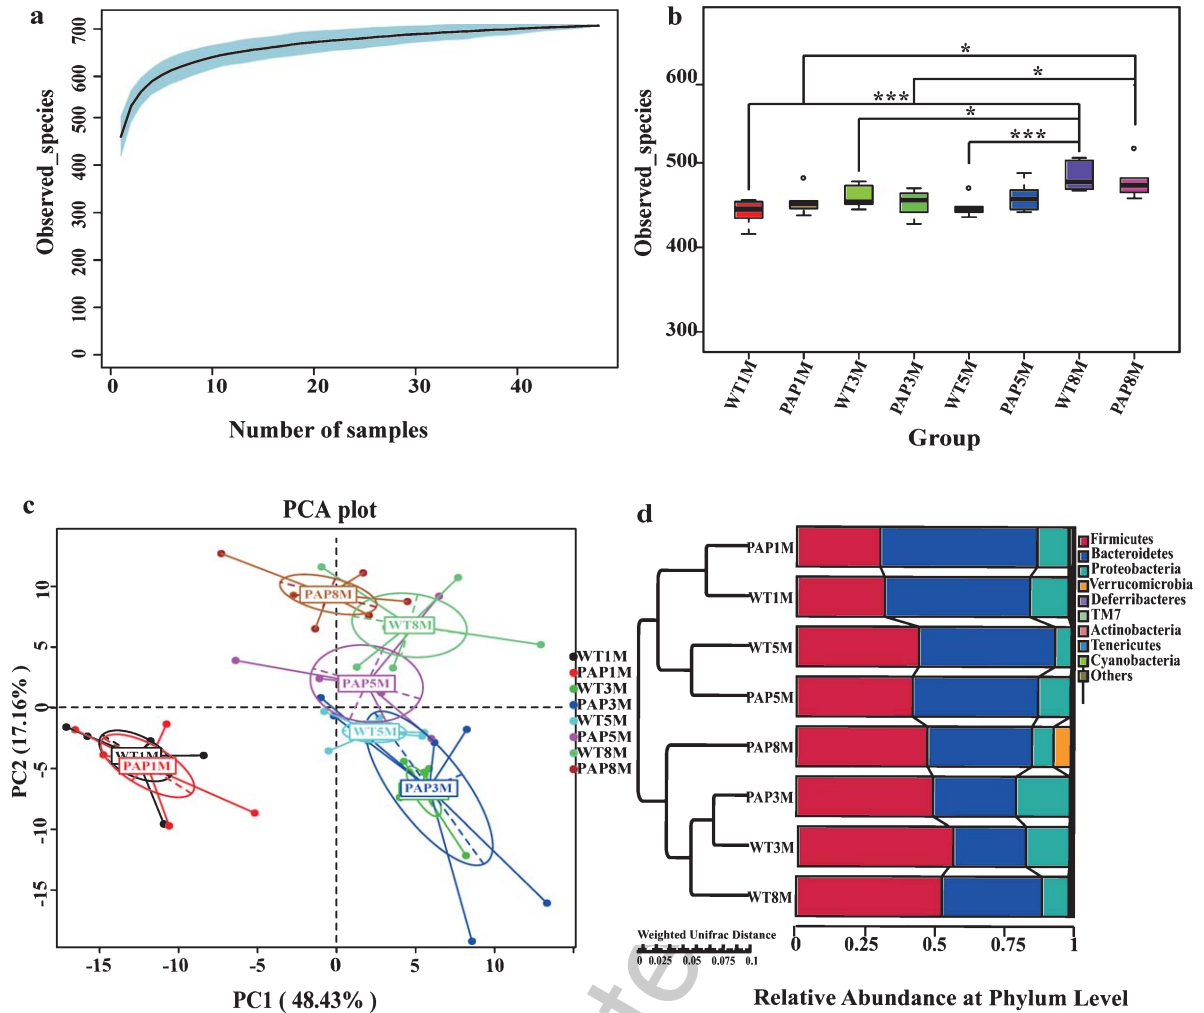 a
Observed_species
700
600
500
400
300
200
100
0
0 10 20 30 40
Number of samples
b
Observed_species
600
500
400
300
*
*
***
*
***
WT1M PAP1M WT3M PAP3M WT5M PAP5M WT8M PAP8M
Group
c
PCA plot
PC2 (17.16% )
10
5
0
-5
-10
-15
PAP8M
WT8M
PAP5M
WT5M
WT1M
PAP1M
PAP3M
-15 -10 -5 0 5 10
PC1 ( 48.43% )
WT1M
PAP1M
WT3M
PAP3M
WT5M
PAP5M
WT8M
PAP8M
d
PAP1M
WT1M
WT5M
PAP5M
PAP8M
PAP3M
WT3M
WT8M
Firmicutes
Bacteroidetes
Proteobacteria
Verrucomicrobia
Deferribacteres
TM7
Actinobacteria
Tenericutes
Cyanobacteria
Others
Weighted Unifrac Distance
0 0.025 0.05 0.075 0.1
0 0.25 0.5 0.75 1
Relative Abundance at Phylum Level